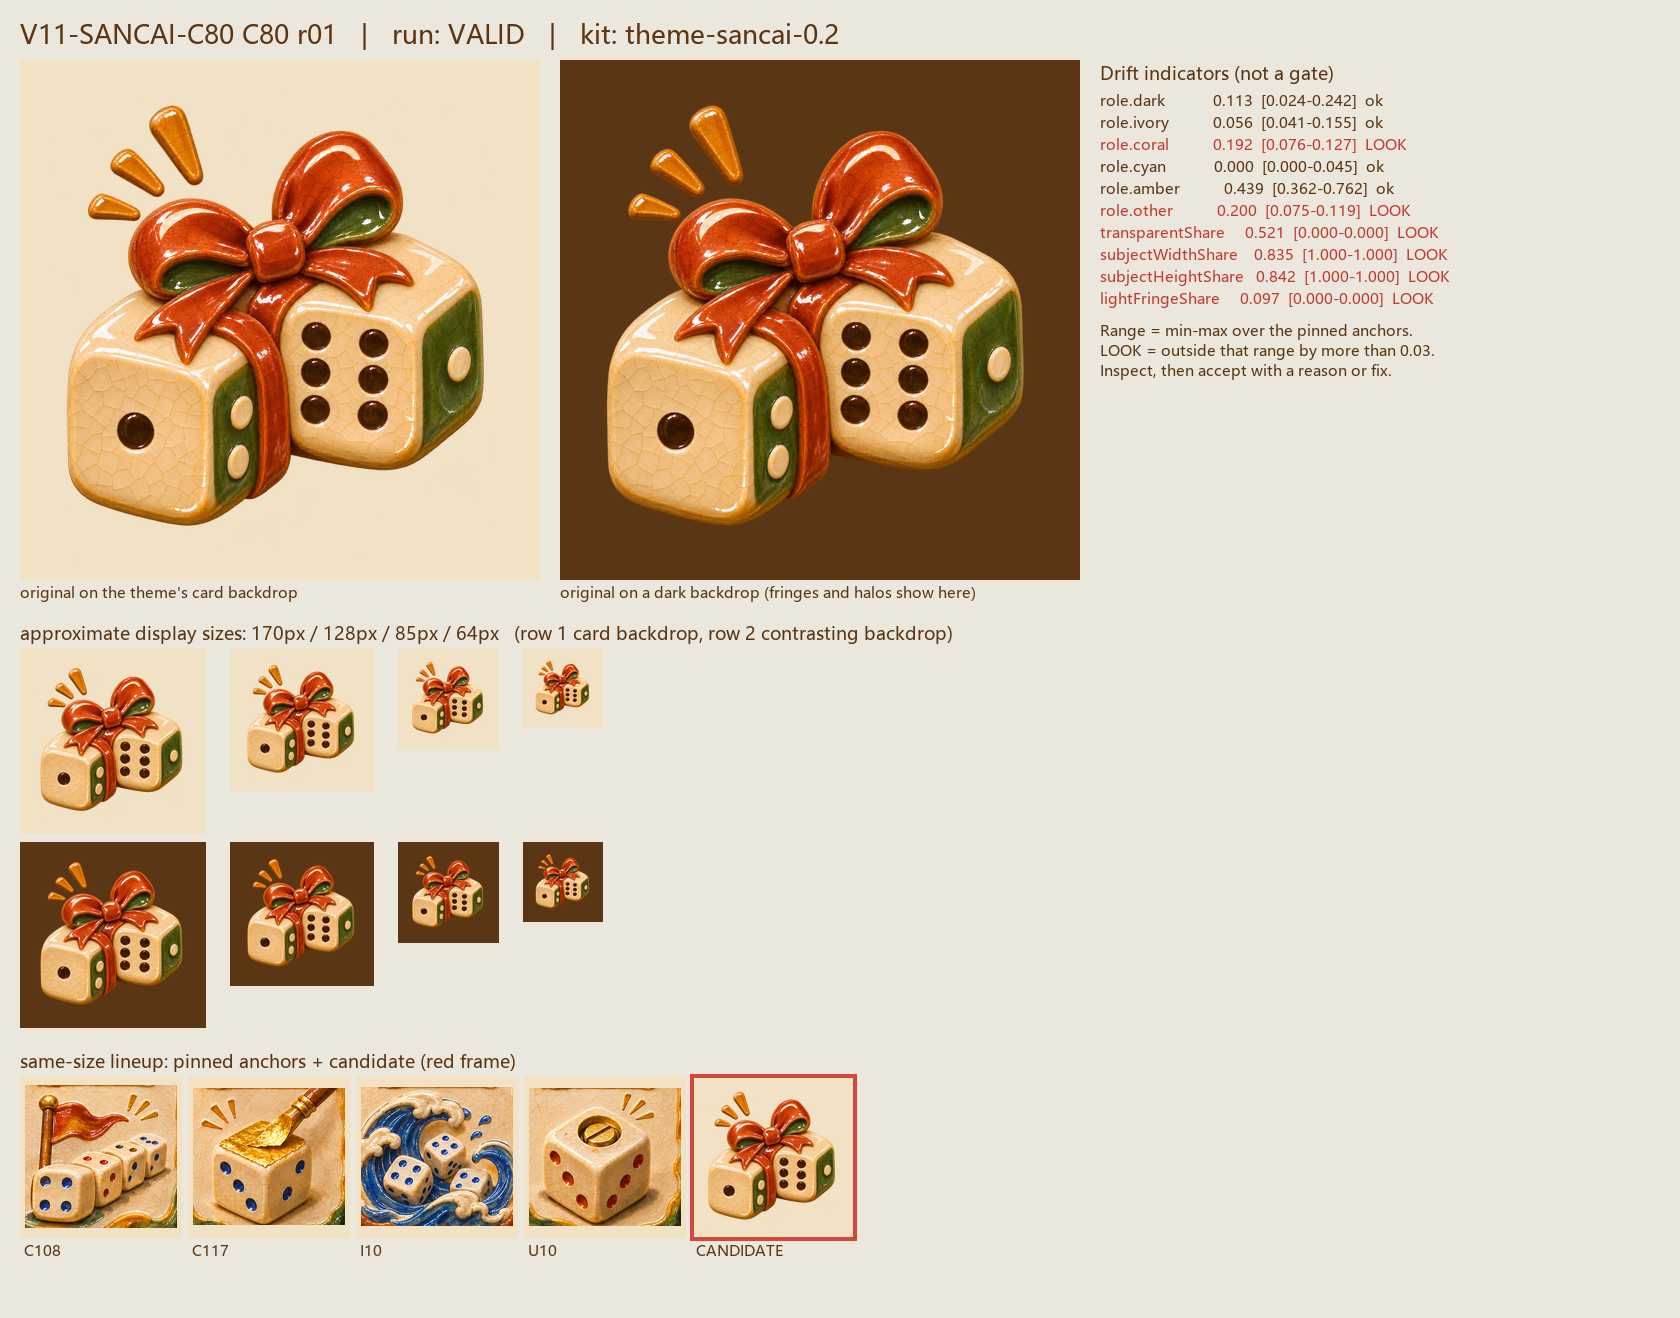 V11-SANCAI-C80 C80 r01   |   run: VALID   |   kit: theme-sancai-0.2
Drift indicators (not a gate)
role.dark 0.113 [0.024-0.242] ok
role.ivory 0.056 [0.041-0.155] ok
role.coral 0.192 [0.076-0.127] LOOK
role.cyan 0.000 [0.000-0.045] ok
role.amber 0.439 [0.362-0.762] ok
role.other 0.200 [0.075-0.119] LOOK
transparentShare 0.521 [0.000-0.000] LOOK
subjectWidthShare 0.835 [1.000-1.000] LOOK
subjectHeightShare 0.842 [1.000-1.000] LOOK
lightFringeShare 0.097 [0.000-0.000] LOOK
Range = min-max over the pinned anchors.
LOOK = outside that range by more than 0.03.
Inspect, then accept with a reason or fix.
original on the theme's card backdrop
original on a dark backdrop (fringes and halos show here)
approximate display sizes: 170px / 128px / 85px / 64px   (row 1 card backdrop, row 2 contrasting backdrop)
same-size lineup: pinned anchors + candidate (red frame)
C108
C117
I10
U10
CANDIDATE